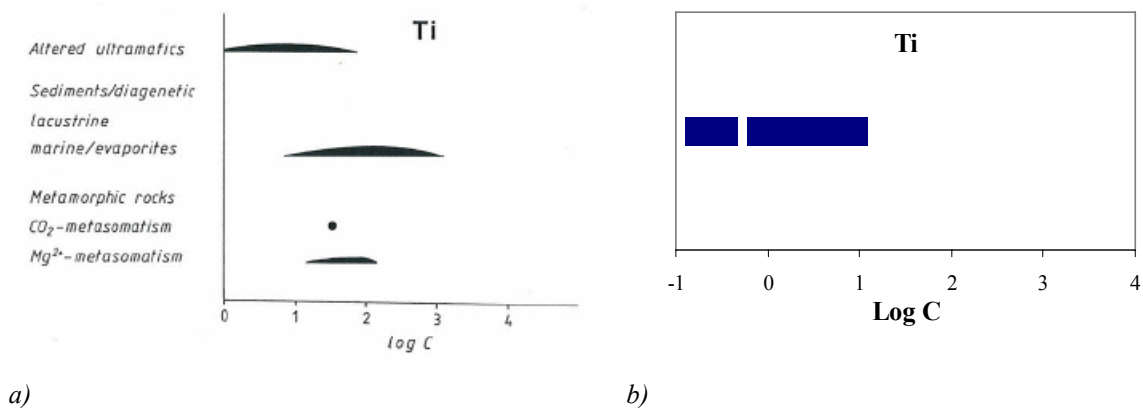 Ti
Altered ultramatics
Sediments/diagenetic
lacustrine
marine/evaporites
Metamorphic rocks
CO₂-metasomatism
Mg²⁺-metasomatism
0 1 2 3 4
log C
Ti
-1 0 1 2 3 4
Log C
a) b)